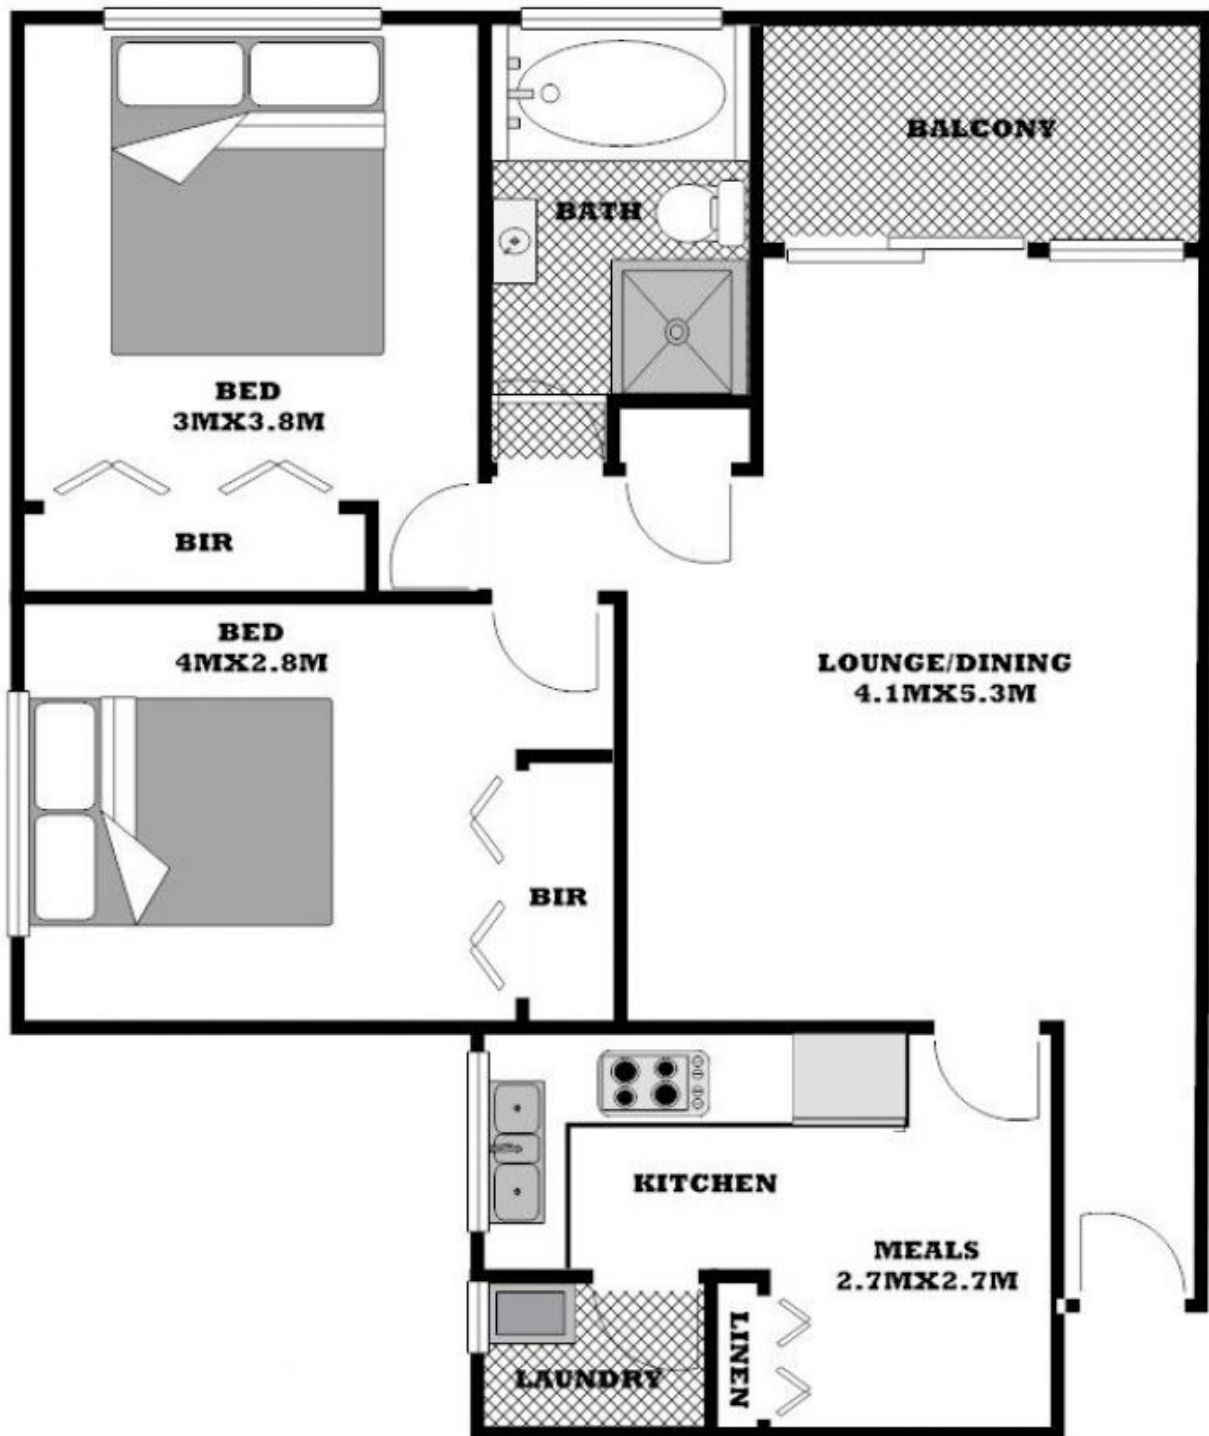 BALCONY
BATH
BED
3MX3.8M
BIR
BED
4MX2.8M
LOUNGE/DINING
4.1MX5.3M
BIR
KITCHEN
MEALS
2.7MX2.7M
LINEN
LAUNDRY